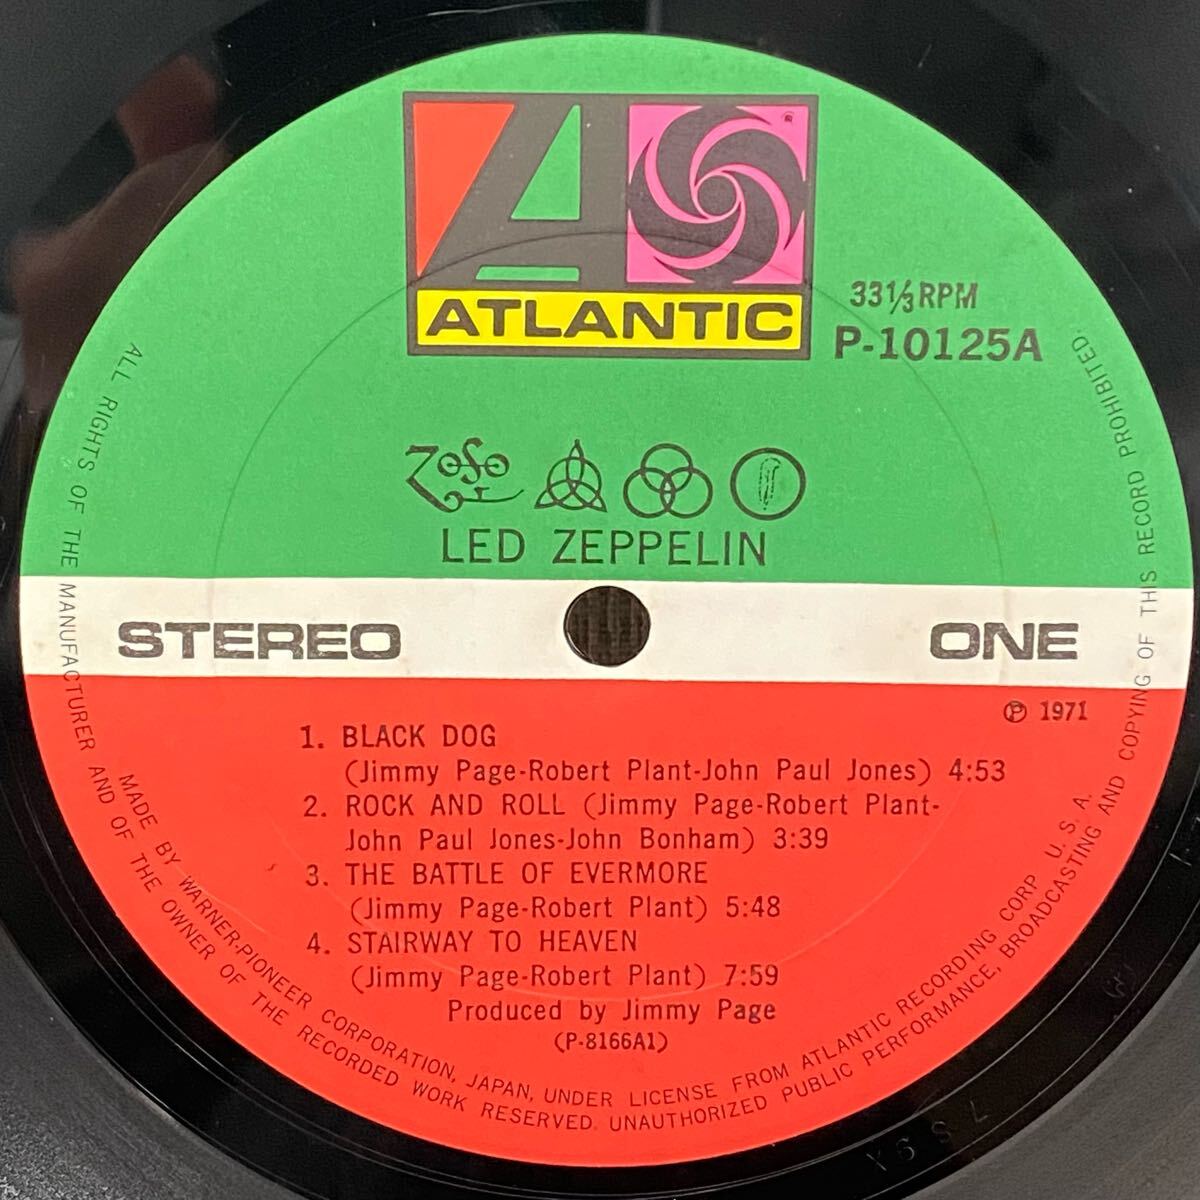 ATLANTIC
®
33⅓ RPM
P-10125A
ZoSo
LED ZEPPELIN
STEREO
ONE
℗ 1971
1. BLACK DOG
(Jimmy Page-Robert Plant-John Paul Jones) 4:53
2. ROCK AND ROLL (Jimmy Page-Robert Plant-
John Paul Jones-John Bonham) 3:39
3. THE BATTLE OF EVERMORE
(Jimmy Page-Robert Plant) 5:48
4. STAIRWAY TO HEAVEN
(Jimmy Page-Robert Plant) 7:59
Produced by Jimmy Page
(P-8166A1)
MADE BY WARNER-PIONEER CORPORATION, JAPAN, UNDER LICENSE FROM ATLANTIC RECORDING CORP U. S. A.
ALL RIGHTS OF THE MANUFACTURER AND OF THE OWNER OF THE RECORDED WORK RESERVED. UNAUTHORIZED PUBLIC PERFORMANCE, BROADCASTING AND COPYING OF THIS RECORD PROHIBITED.